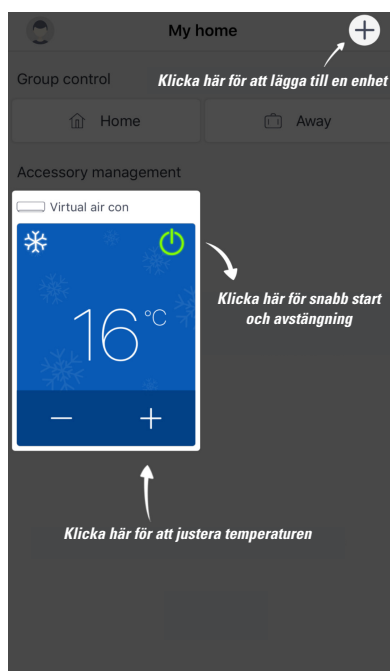 My home
Klicka här för att lägga till en enhet
Group control
Home
Away
Accessory management
Virtual air con
16°C
Klicka här för snabb start
och avstängning
Klicka här för att justera temperaturen